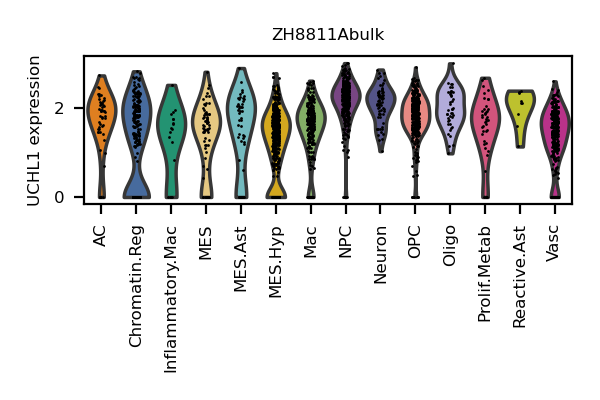 ZH8811Abulk
UCHL1 expression
2
0
AC
Chromatin.Reg
Inflammatory.Mac
MES
MES.Ast
MES.Hyp
Mac
NPC
Neuron
OPC
Oligo
Prolif.Metab
Reactive.Ast
Vasc